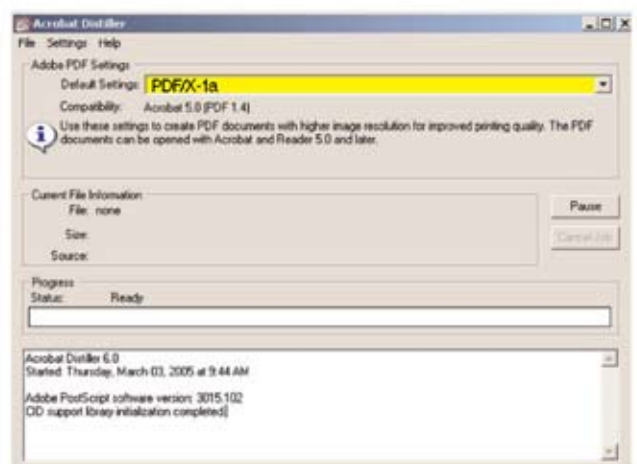 Acrobat Distiller
File Settings Help
Adobe PDF Settings
Default Settings: PDF/X-1a
Compatibility: Acrobat 5.0 (PDF 1.4)
Use these settings to create PDF documents with higher image resolution for improved printing quality. The PDF
documents can be opened with Acrobat and Reader 5.0 and later.
Current File Information
File: none
Pause
Size:
Cancel Job
Source:
Progress
Status: Ready
Acrobat Distiller 6.0
Started: Thursday, March 03, 2005 at 9:44 AM
Adobe PostScript software version: 3015.102
CID support library initialization completed.